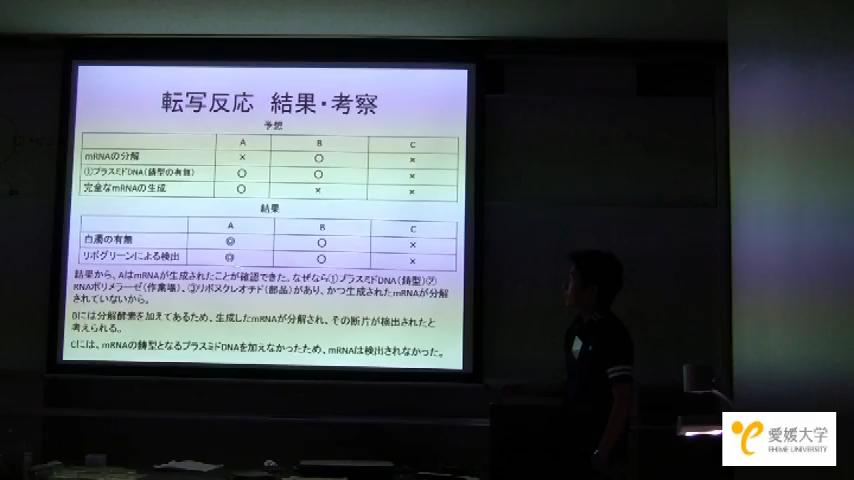 転写反応 結果・考察
予想
A B C
mRNAの分解 × ○ ×
①プラスミドDNA(鋳型の有無) ○ ○ ×
完全なmRNAの生成 ○ × ×
結果
A B C
白濁の有無 ◎ ○ ×
リボグリーンによる検出 ◎ ○ ×
結果から、AはmRNAが生成されたことが確認できた。なぜなら①プラスミドDNA(鋳型)②
RNAポリメラーゼ(作業場)、③リボヌクレオチド(部品)があり、かつ生成されたmRNAが分解
されていないから。
Bには分解酵素を加えてあるため、生成したmRNAが分解され、その断片が検出されたと
考えられる。
Cには、mRNAの鋳型となるプラスミドDNAを加えなかったため、mRNAは検出されなかった。
愛媛大学
EHIME UNIVERSITY